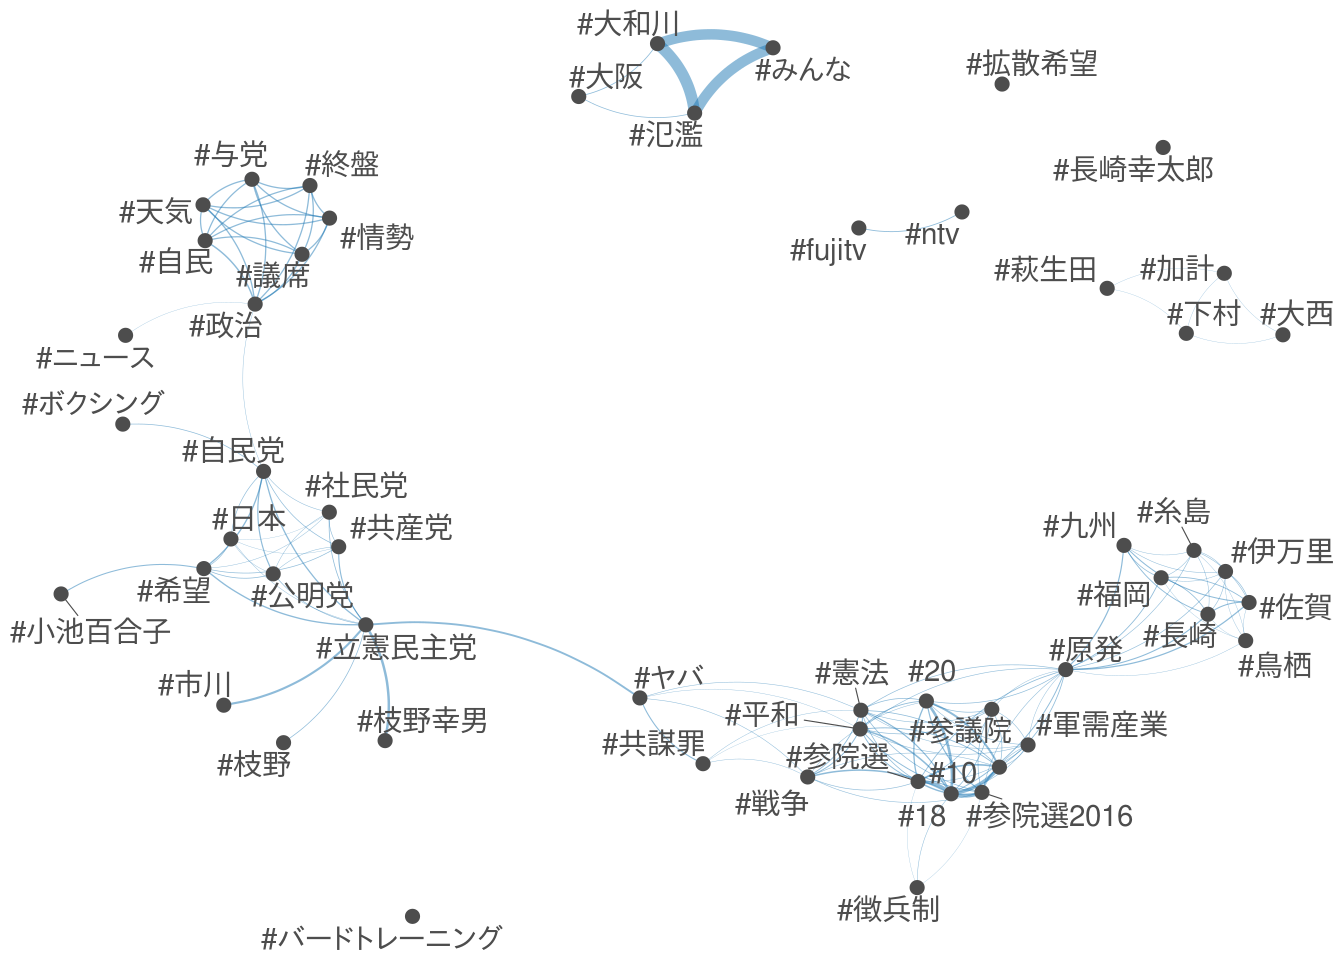 #大和川
#みんな
#大阪
#氾濫
#拡散希望
#長崎幸太郎
#与党
#終盤
#天気
#情勢
#自民
#議席
#政治
#ニュース
#fujitv
#ntv
#萩生田
#加計
#下村
#大西
#ボクシング
#自民党
#社民党
#日本
#共産党
#希望
#公明党
#小池百合子
#立憲民主党
#市川
#枝野幸男
#枝野
#九州
#糸島
#伊万里
#福岡
#佐賀
#長崎
#原発
#鳥栖
#ヤバ
#憲法
#20
#平和
#参議院
#軍需産業
#共謀罪
#参院選
#10
#戦争
#18
#参院選2016
#徴兵制
#バードトレーニング